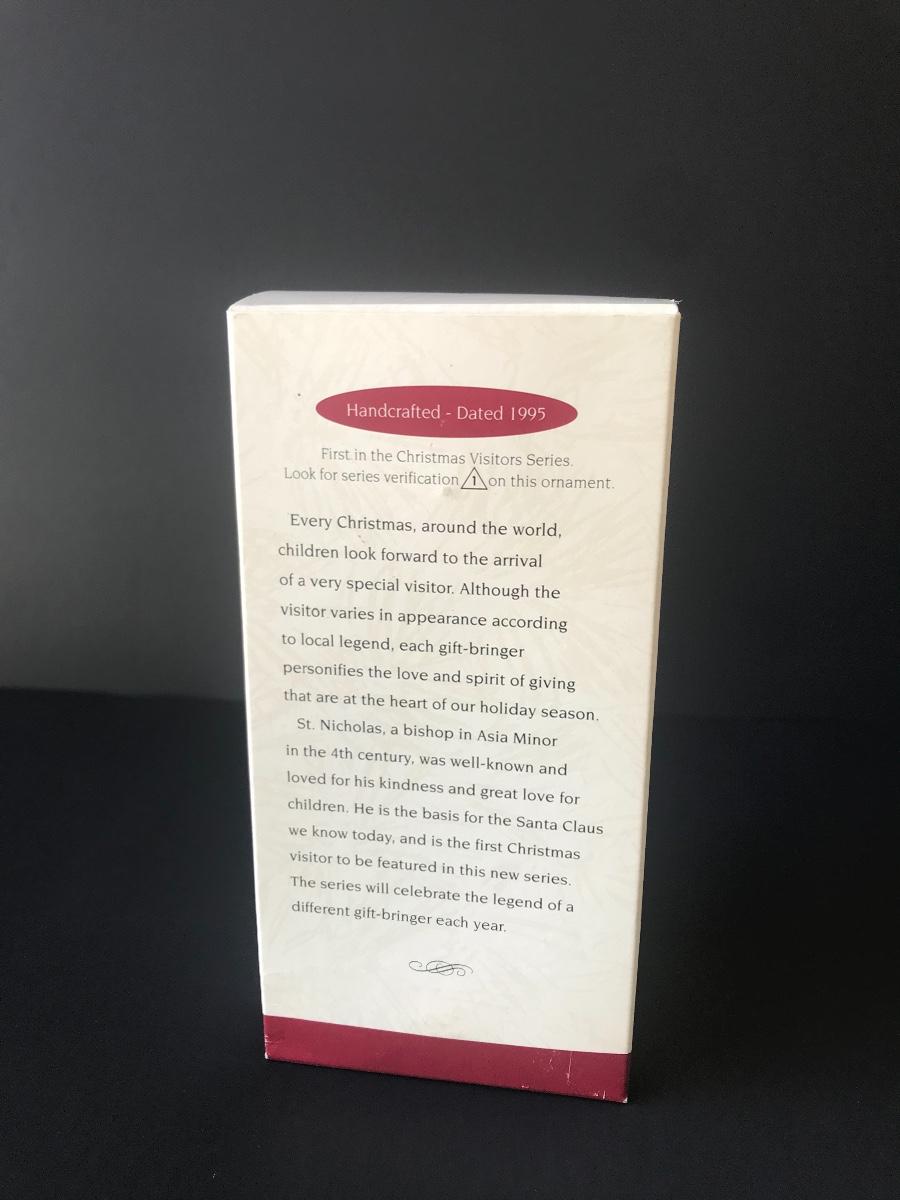 Handcrafted - Dated 1995
First in the Christmas Visitors Series.
Look for series verification 1 on this ornament.
Every Christmas, around the world,
children look forward to the arrival
of a very special visitor. Although the
visitor varies in appearance according
to local legend, each gift-bringer
personifies the love and spirit of giving
that are at the heart of our holiday season.
St. Nicholas, a bishop in Asia Minor
in the 4th century, was well-known and
loved for his kindness and great love for
children. He is the basis for the Santa Claus
we know today, and is the first Christmas
visitor to be featured in this new series.
The series will celebrate the legend of a
different gift-bringer each year.